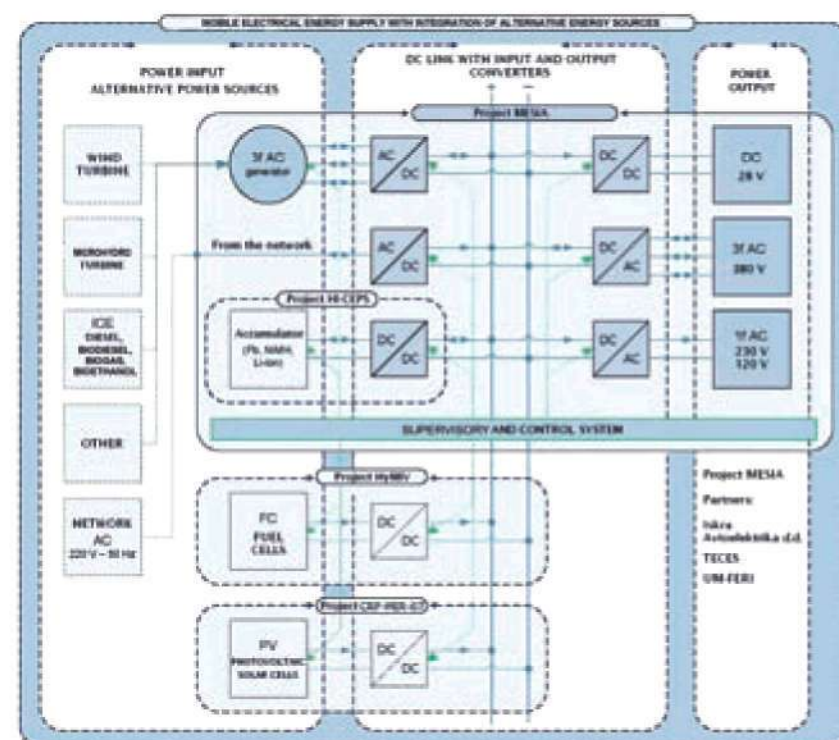 MOBILE ELECTRICAL ENERGY SUPPLY WITH INTEGRATION OF ALTERNATIVE ENERGY SOURCES
POWER INPUT
ALTERNATIVE POWER SOURCES
DC LINK WITH INPUT AND OUTPUT
CONVERTERS
POWER
OUTPUT
+ −
Project MESIA
WIND
TURBINE
3f AC
generator
AC
DC
DC
DC
DC
28 V
TURBINE
From the network
AC
DC
DC
AC
3f AC
380 V
Project HI-CEPS
ICE
DIESEL,
BIODIESEL,
BIOGAS,
BIOETHANOL
Accumulator
(Pb, NiMH,
Li-ion)
DC
DC
DC
AC
1f AC
230 V
120 V
OTHER
SUPERVISORY AND CONTROL SYSTEM
NETWORK
AC
220 V – 50 Hz
Project HyMIV
FC
FUEL
CELLS
DC
DC
Project MESIA
Partners:
Iskra
Avtoelektrika d.d.
TECES
UM-FERI
PV
PHOTOVOLTAIC
SOLAR CELLS
DC
DC